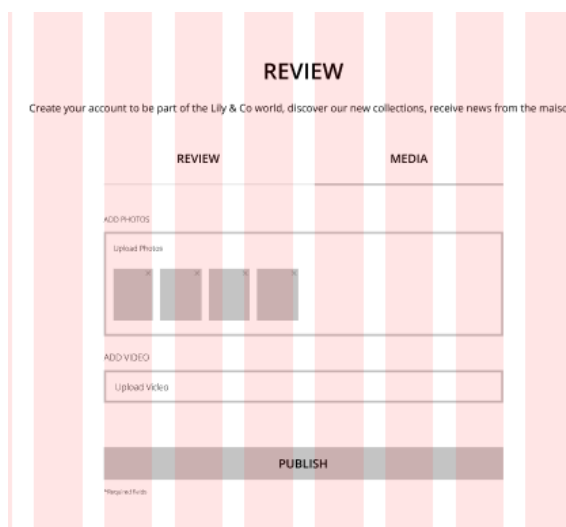 REVIEW
Create your account to be part of the Lily & Co world, discover our new collections, receive news from the maiso
REVIEW MEDIA
ADD PHOTOS
Upload Photos
× × × ×
ADD VIDEO
Upload Video
PUBLISH
*Required fields